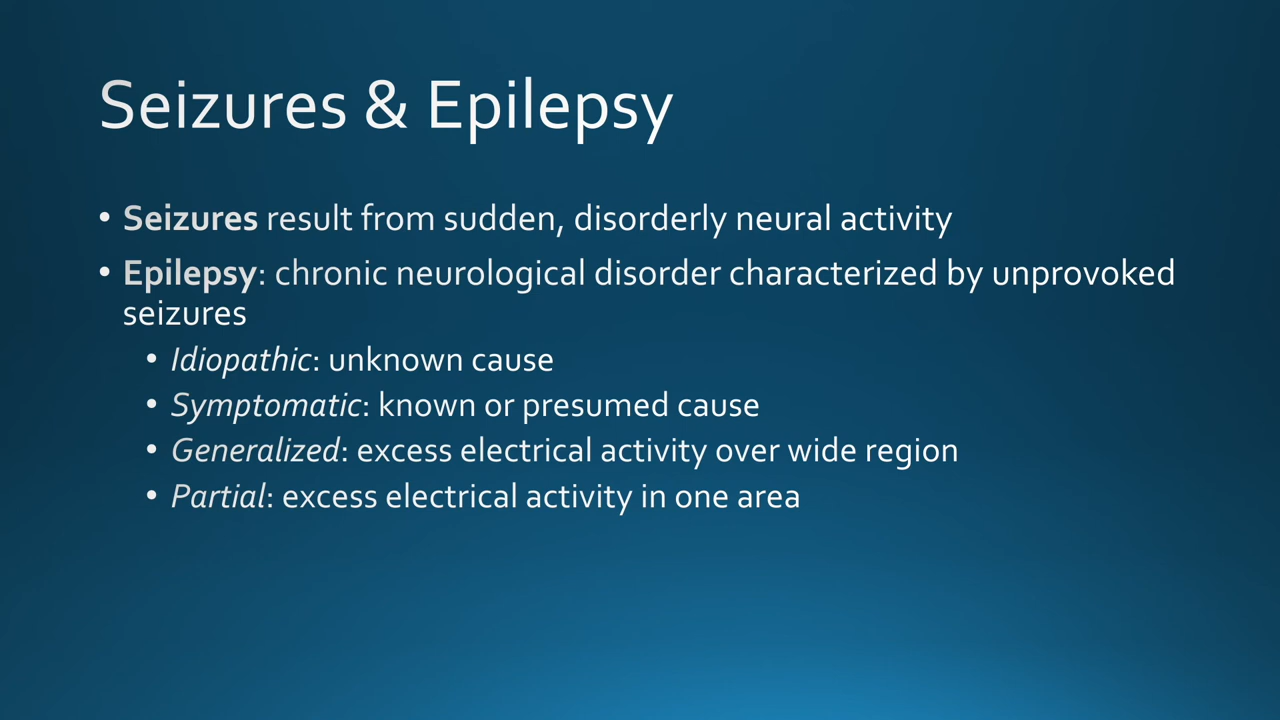 Seizures & Epilepsy
• Seizures result from sudden, disorderly neural activity
• Epilepsy: chronic neurological disorder characterized by unprovoked
seizures
• Idiopathic: unknown cause
• Symptomatic: known or presumed cause
• Generalized: excess electrical activity over wide region
• Partial: excess electrical activity in one area